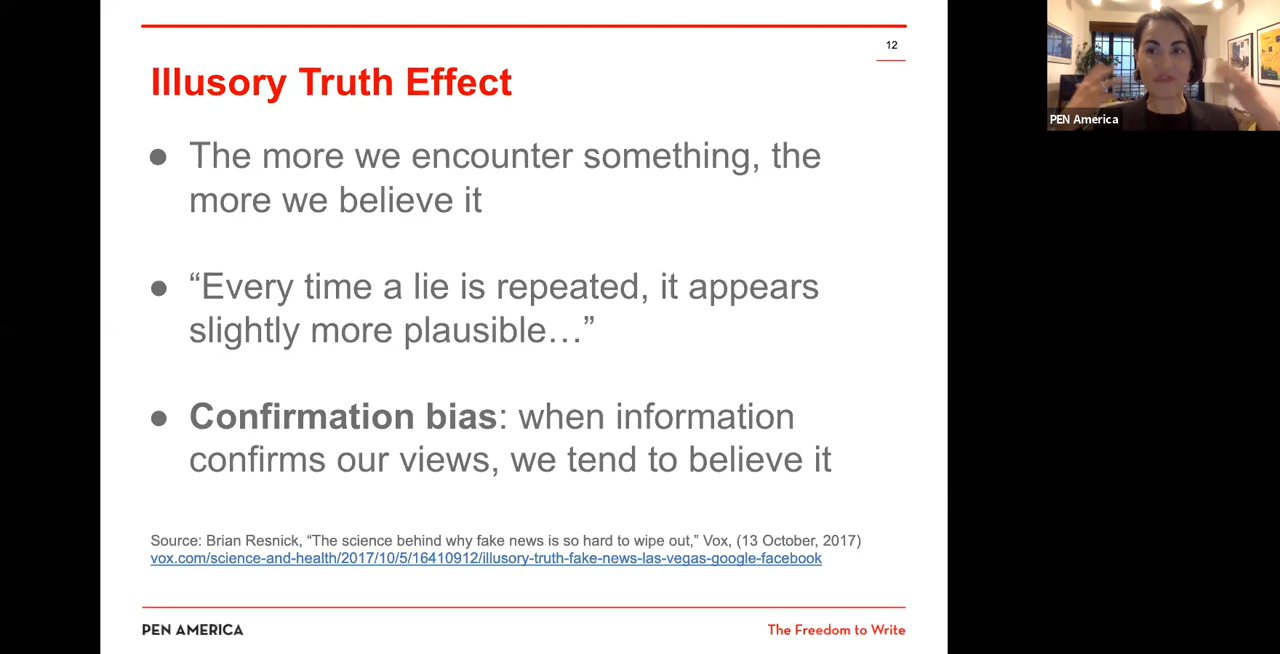 12
Illusory Truth Effect
● The more we encounter something, the
more we believe it
● “Every time a lie is repeated, it appears
slightly more plausible…”
● Confirmation bias: when information
confirms our views, we tend to believe it
Source: Brian Resnick, “The science behind why fake news is so hard to wipe out,” Vox, (13 October, 2017)
vox.com/science-and-health/2017/10/5/16410912/illusory-truth-fake-news-las-vegas-google-facebook
PEN AMERICA
The Freedom to Write
PEN America